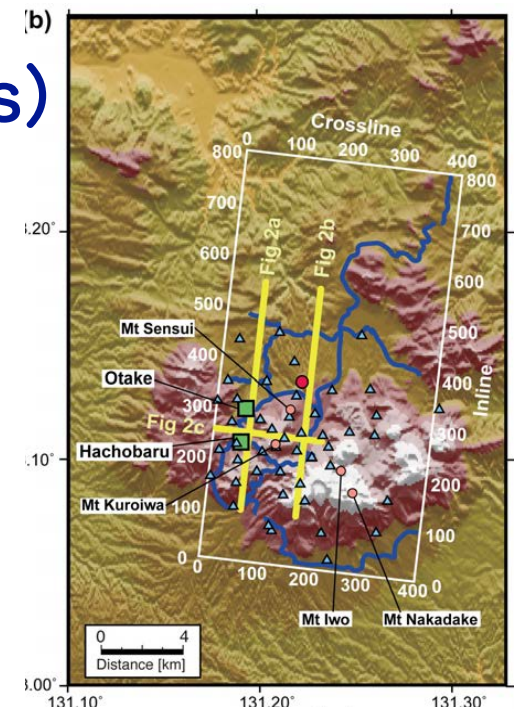 (b)
s)
Crossline
0 100 200 300 400
800 800
700 700
600 600
500 500
400 400
300 300
200 200
100 100
0 0
0 100 200 300 400
Inline
Fig 2a
Fig 2b
Fig 2c
Mt Sensui
Otake
Hachobaru
Mt Kuroiwa
Mt Iwo
Mt Nakadake
0 4
Distance [km]
.20°
.10°
.00°
131.10°
131.20°
131.30°